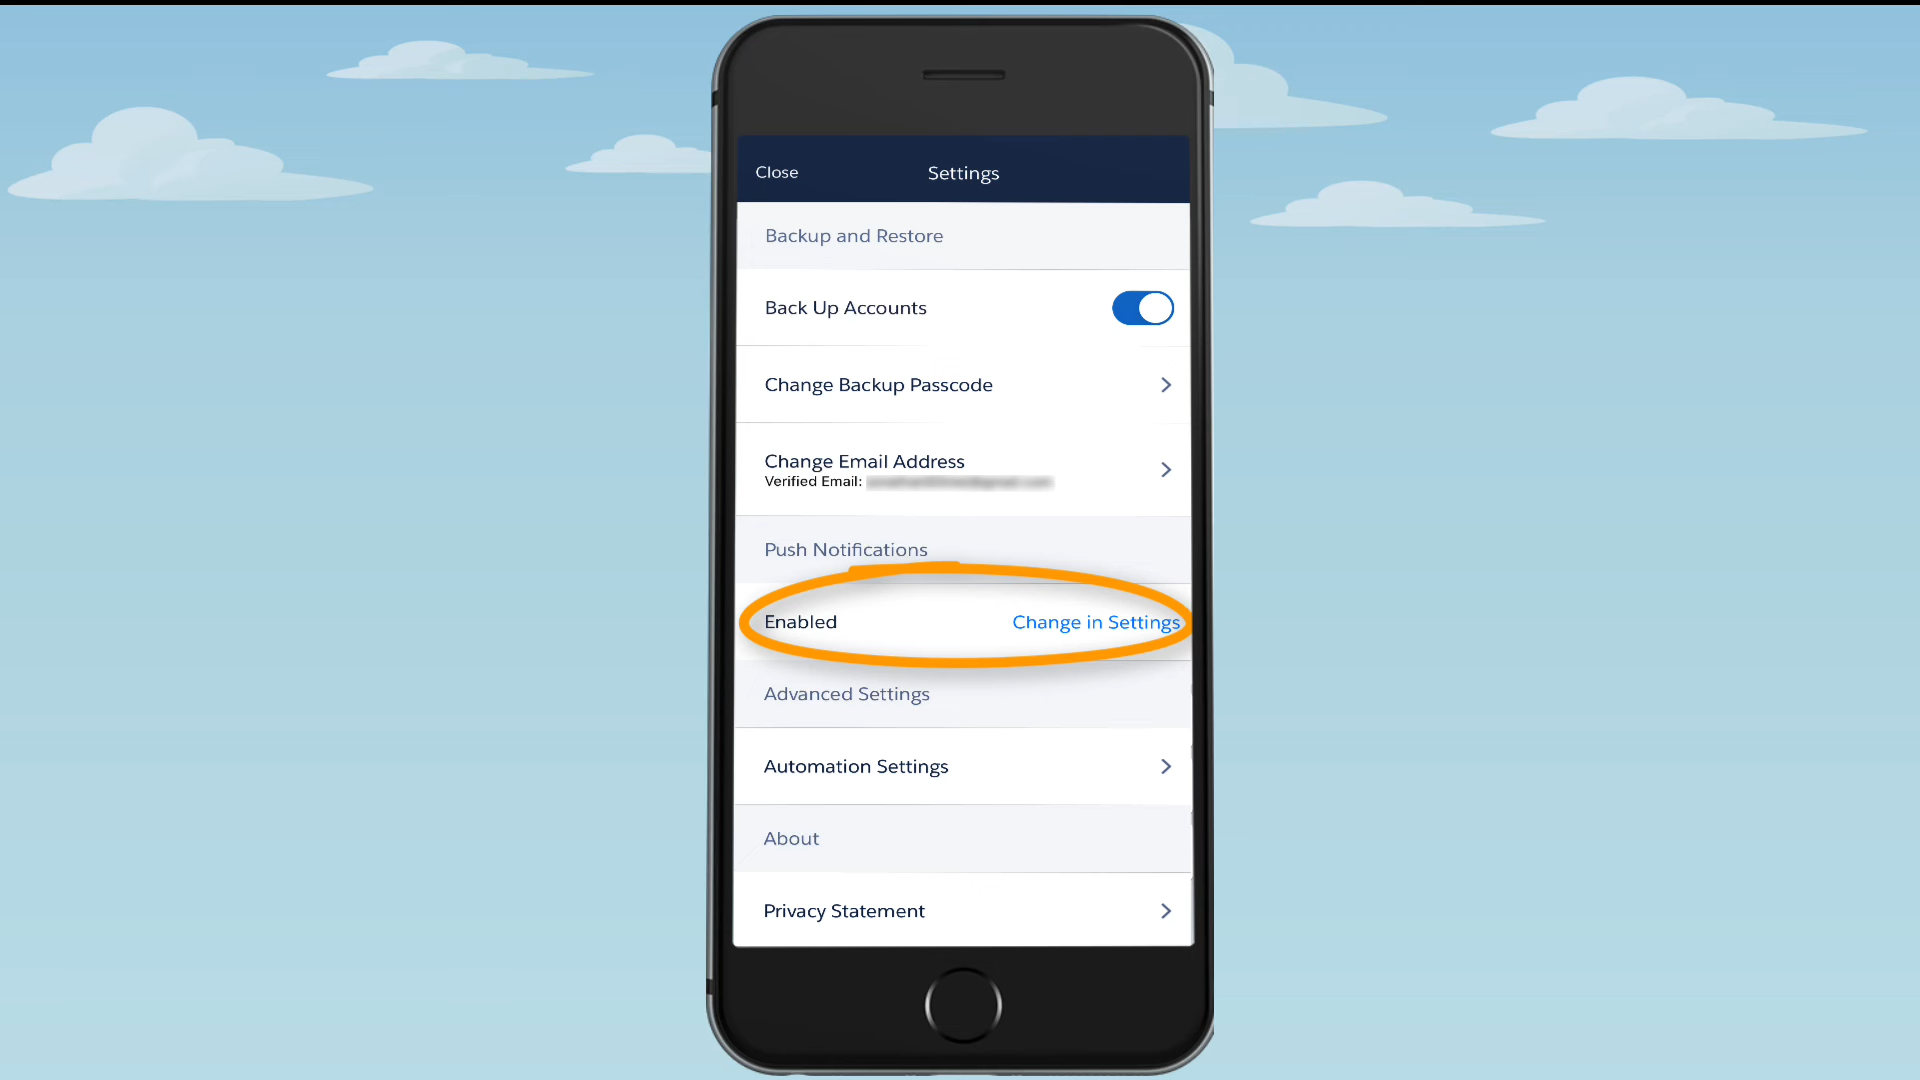 Close
Settings
Backup and Restore
Back Up Accounts
Change Backup Passcode
Change Email Address
Verified Email:
Push Notifications
Enabled
Change in Settings
Advanced Settings
Automation Settings
About
Privacy Statement